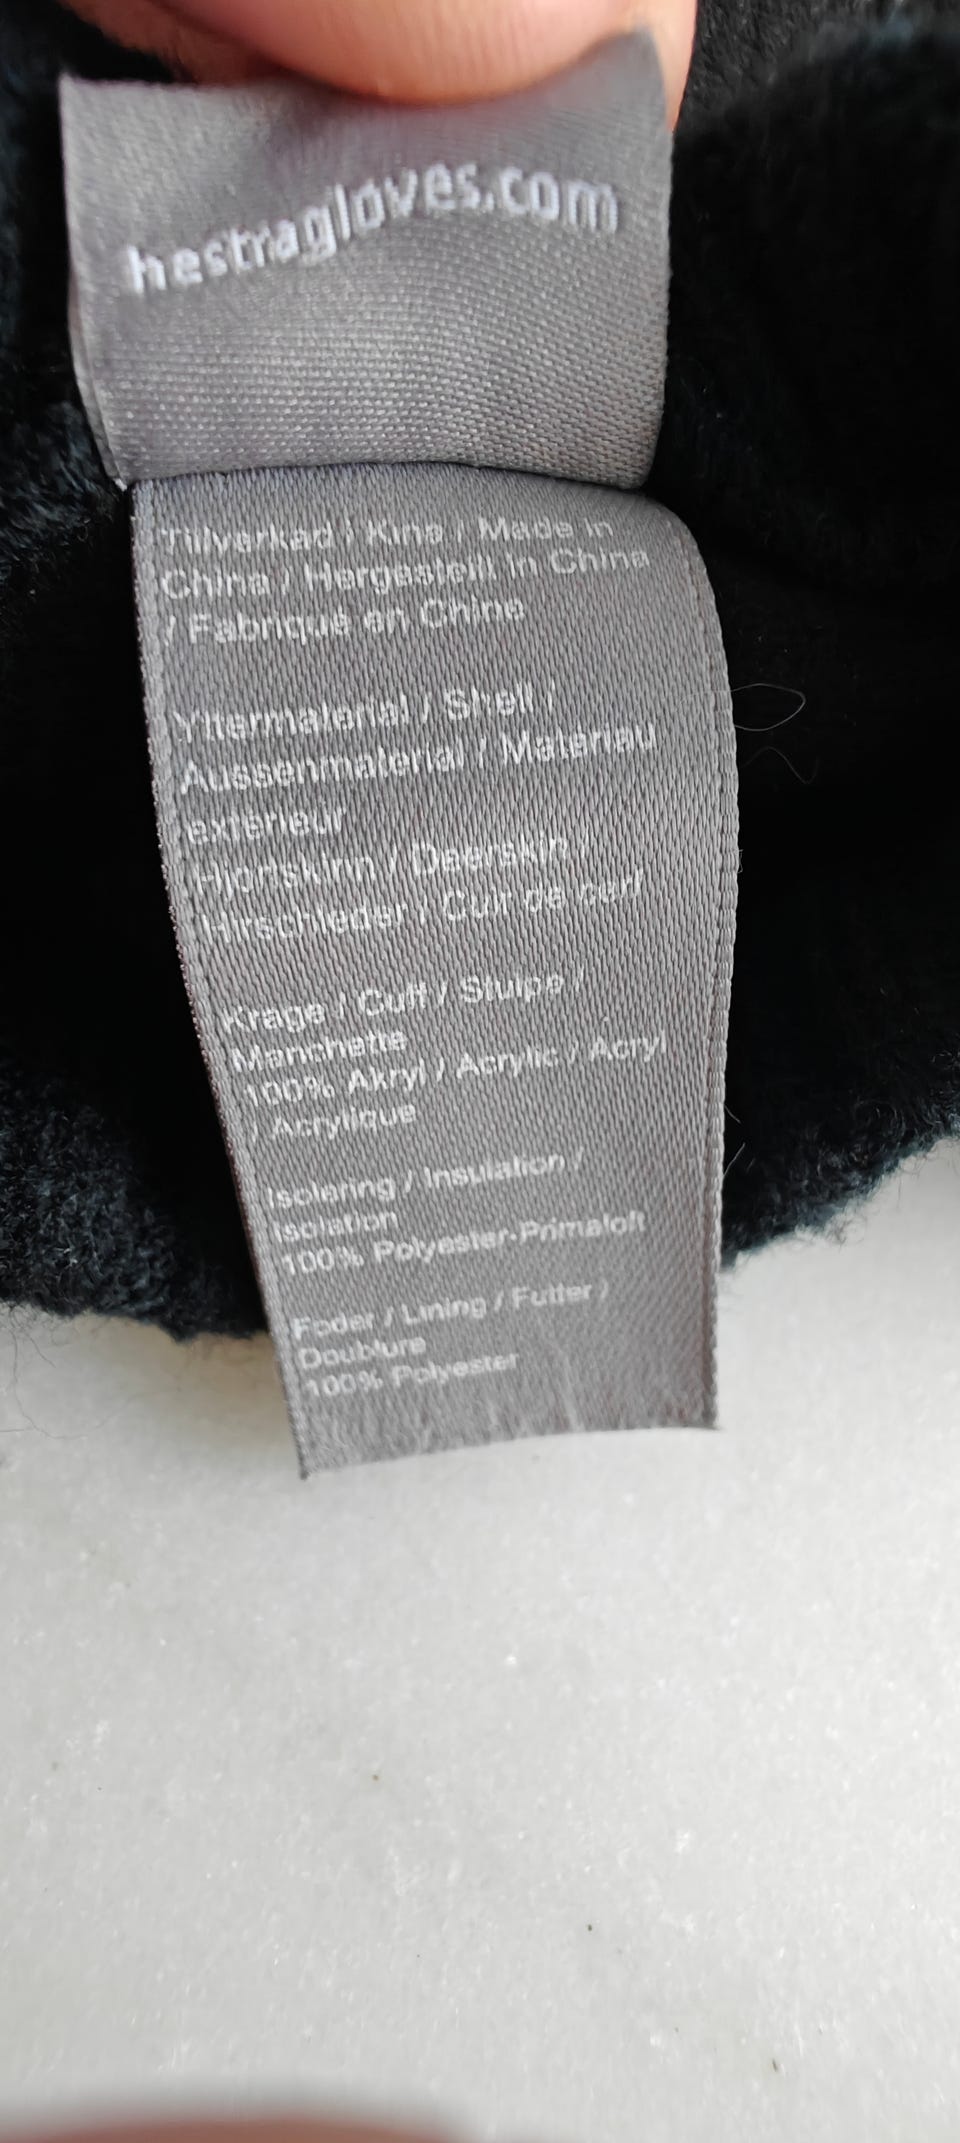 hestragloves.com
Tillverkad i Kina / Made in
China / Hergestellt in China
/ Fabriqué en Chine
Yttermaterial / Shell /
Aussenmaterial / Materiau
exterieur
Hjortskinn / Deerskin /
Hirschleder / Cuir de cerf
Krage / Cuff / Stulpe /
Manchette
100% Akryl / Acrylic / Acryl
/ Acrylique
Isolering / Insulation /
Isolation
100% Polyester-Primaloft
Foder / Lining / Futter /
Doublure
100% Polyester